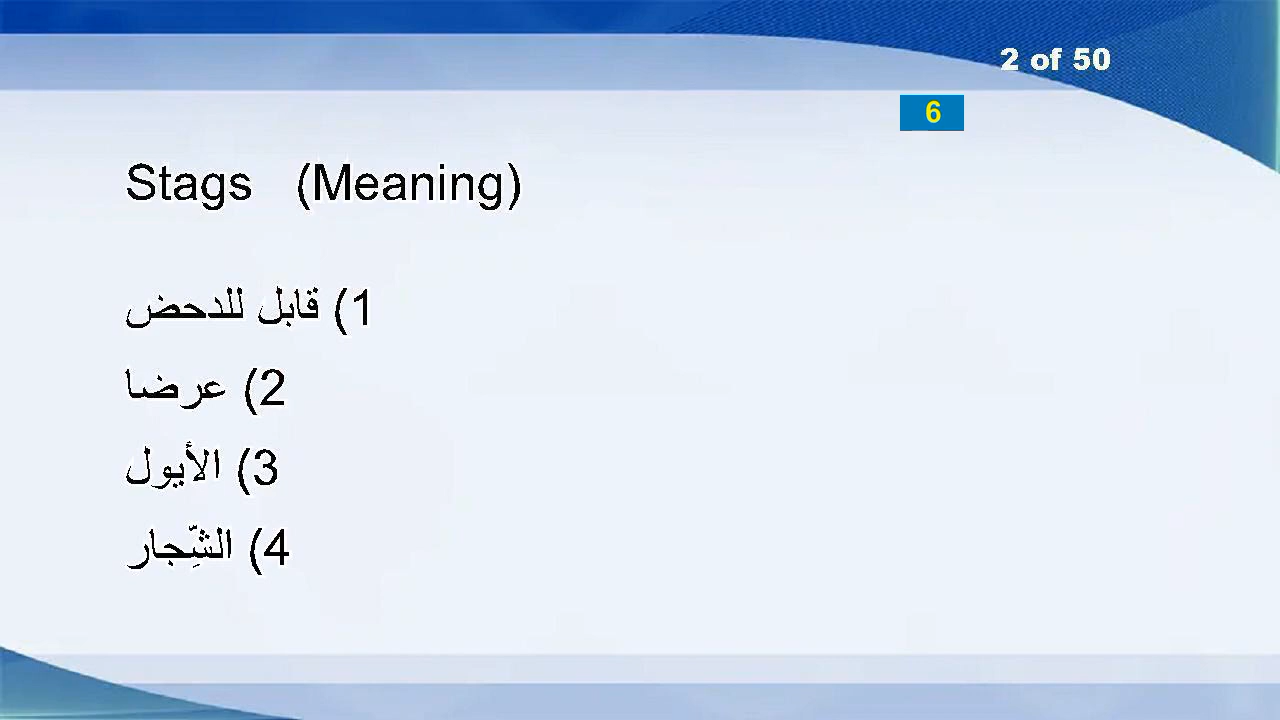 2 of 50
6
Stags (Meaning)
1) قابل للدحض
2) عرضا
3) الأيول
4) الشِّجار